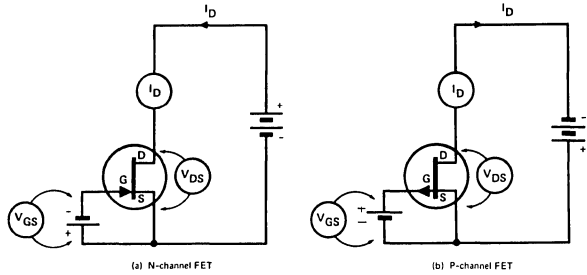 I_D
I_D
+
-
D
G
S
V_DS
V_GS
-
+
(a) N-channel FET
I_D
I_D
-
+
D
G
S
V_DS
V_GS
+
-
(b) P-channel FET